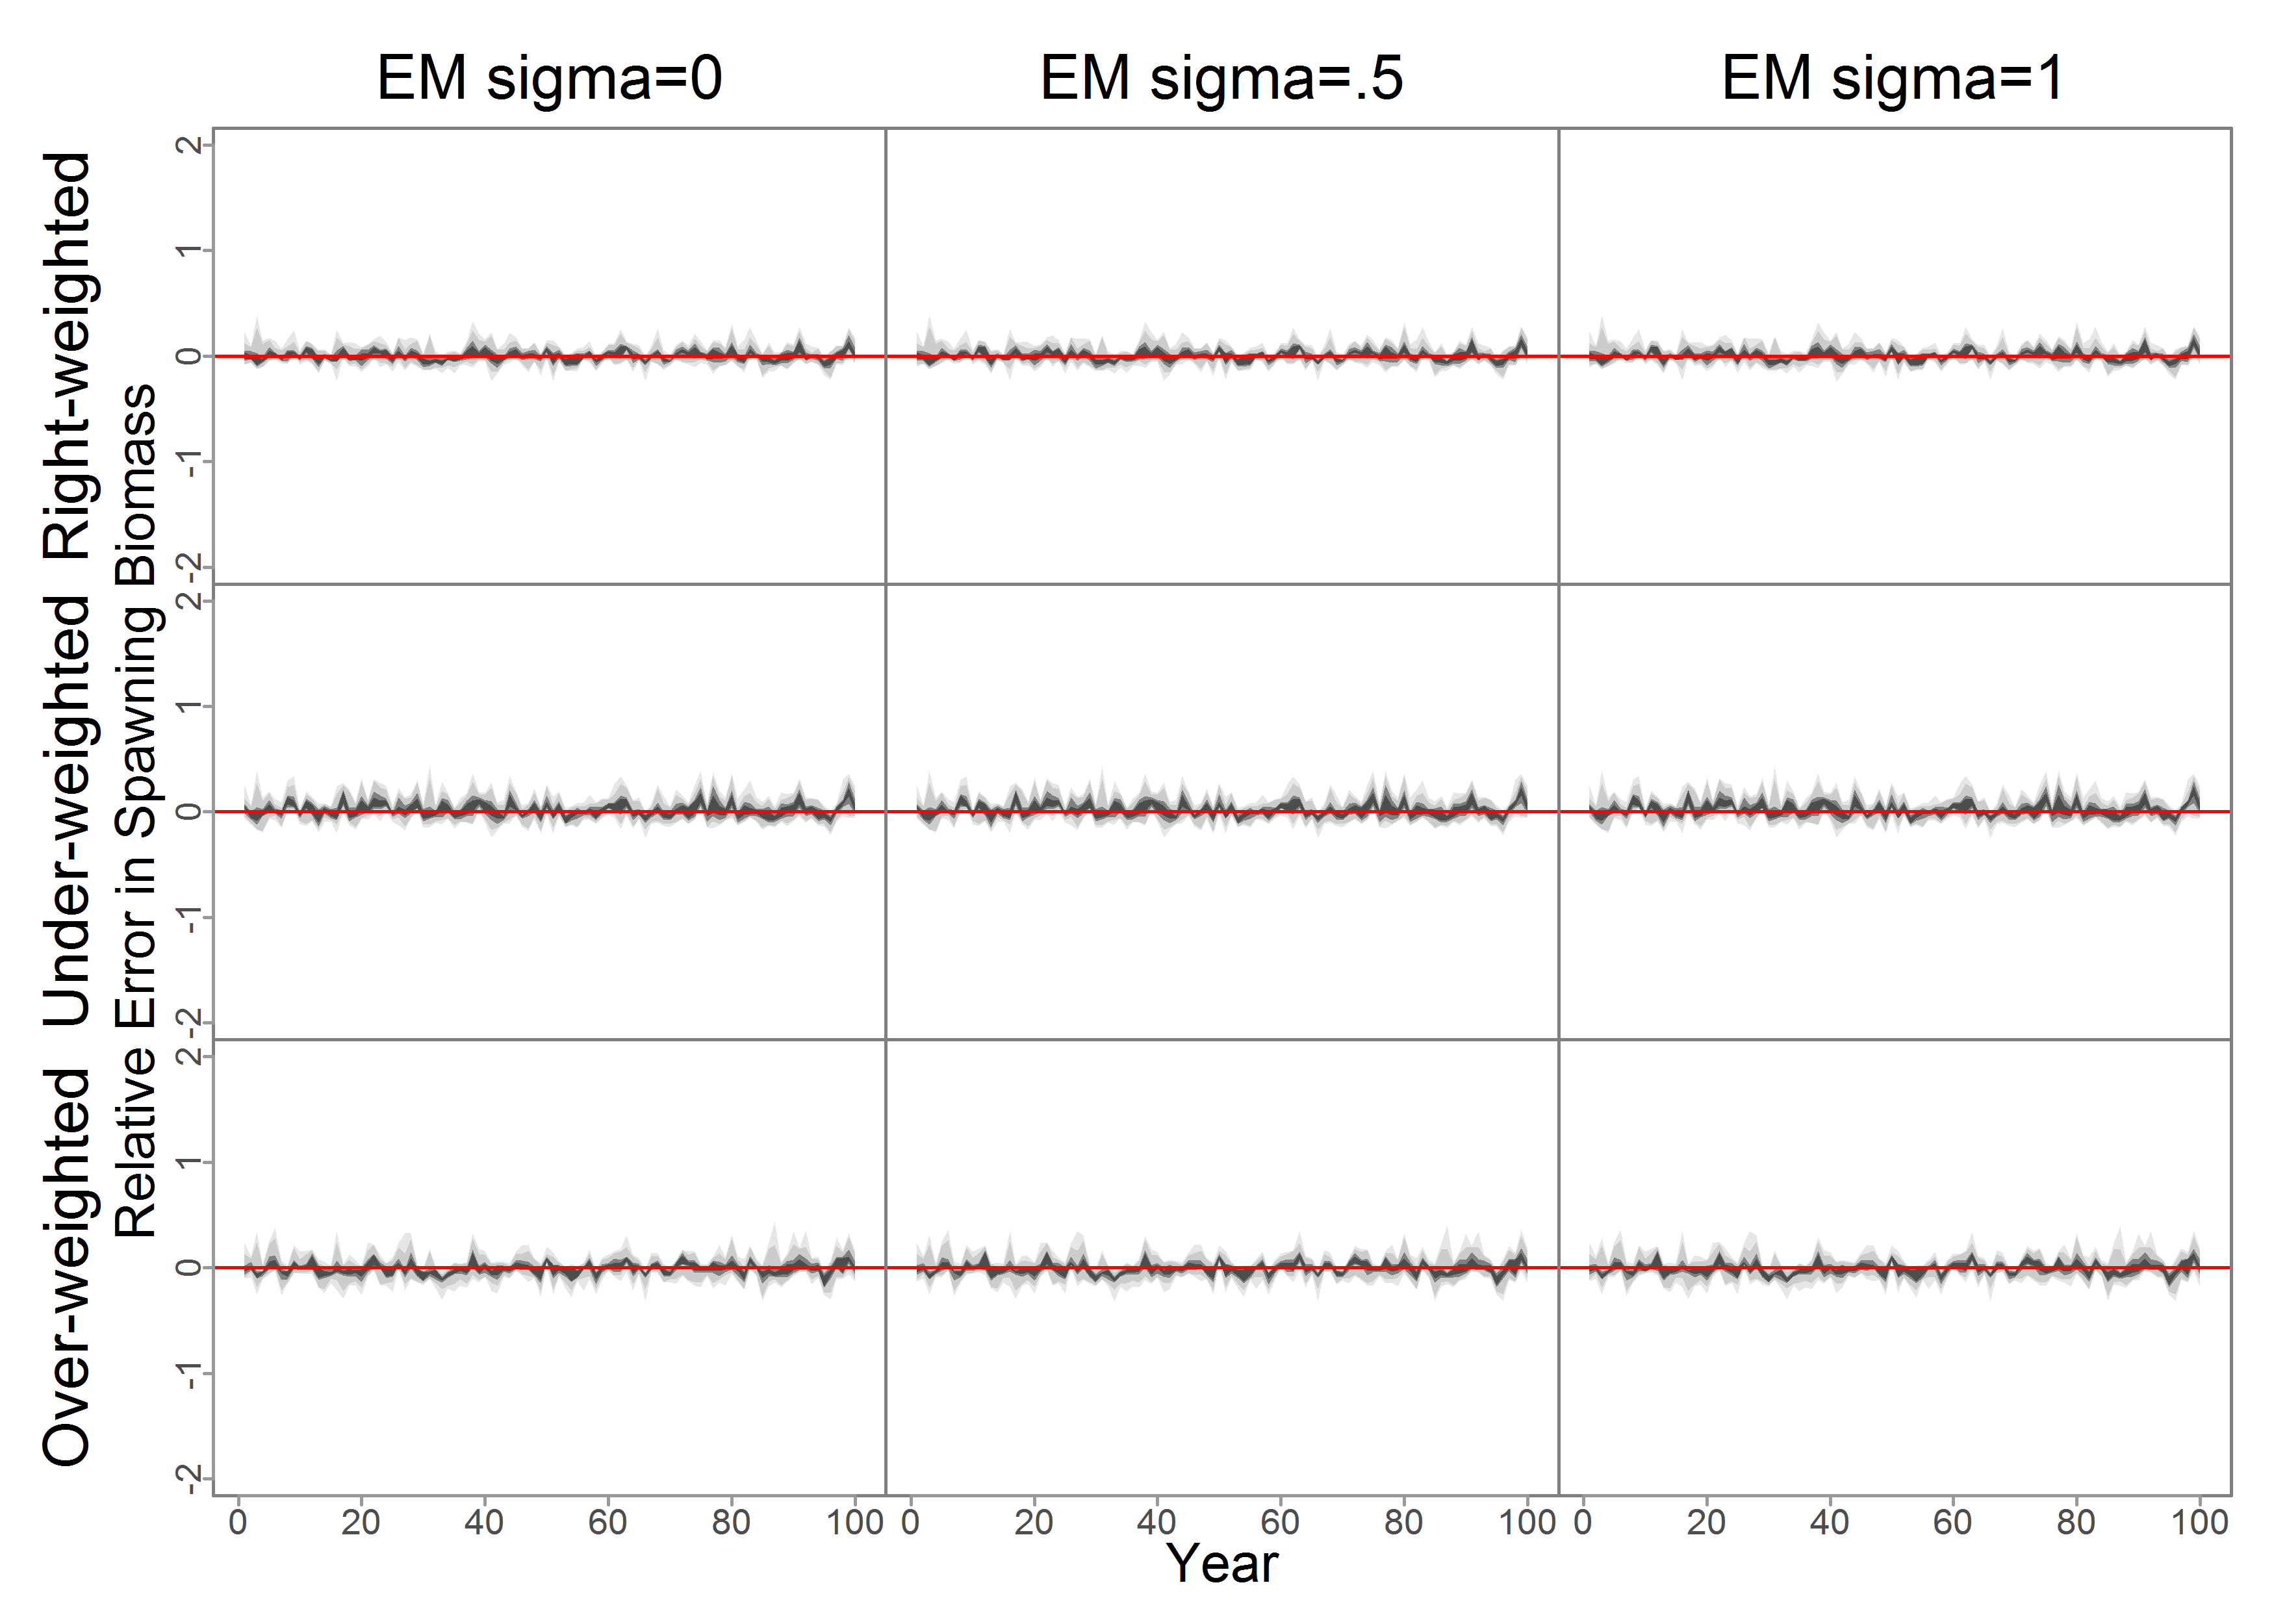 EM sigma=0
EM sigma=.5
EM sigma=1
Right-weighted
Under-weighted
Over-weighted
Relative Error in Spawning Biomass
2
1
0
-1
-2
2
1
0
-1
-2
2
1
0
-1
-2
0 20 40 60 80 100
0 20 40 60 80 100
0 20 40 60 80 100
Year